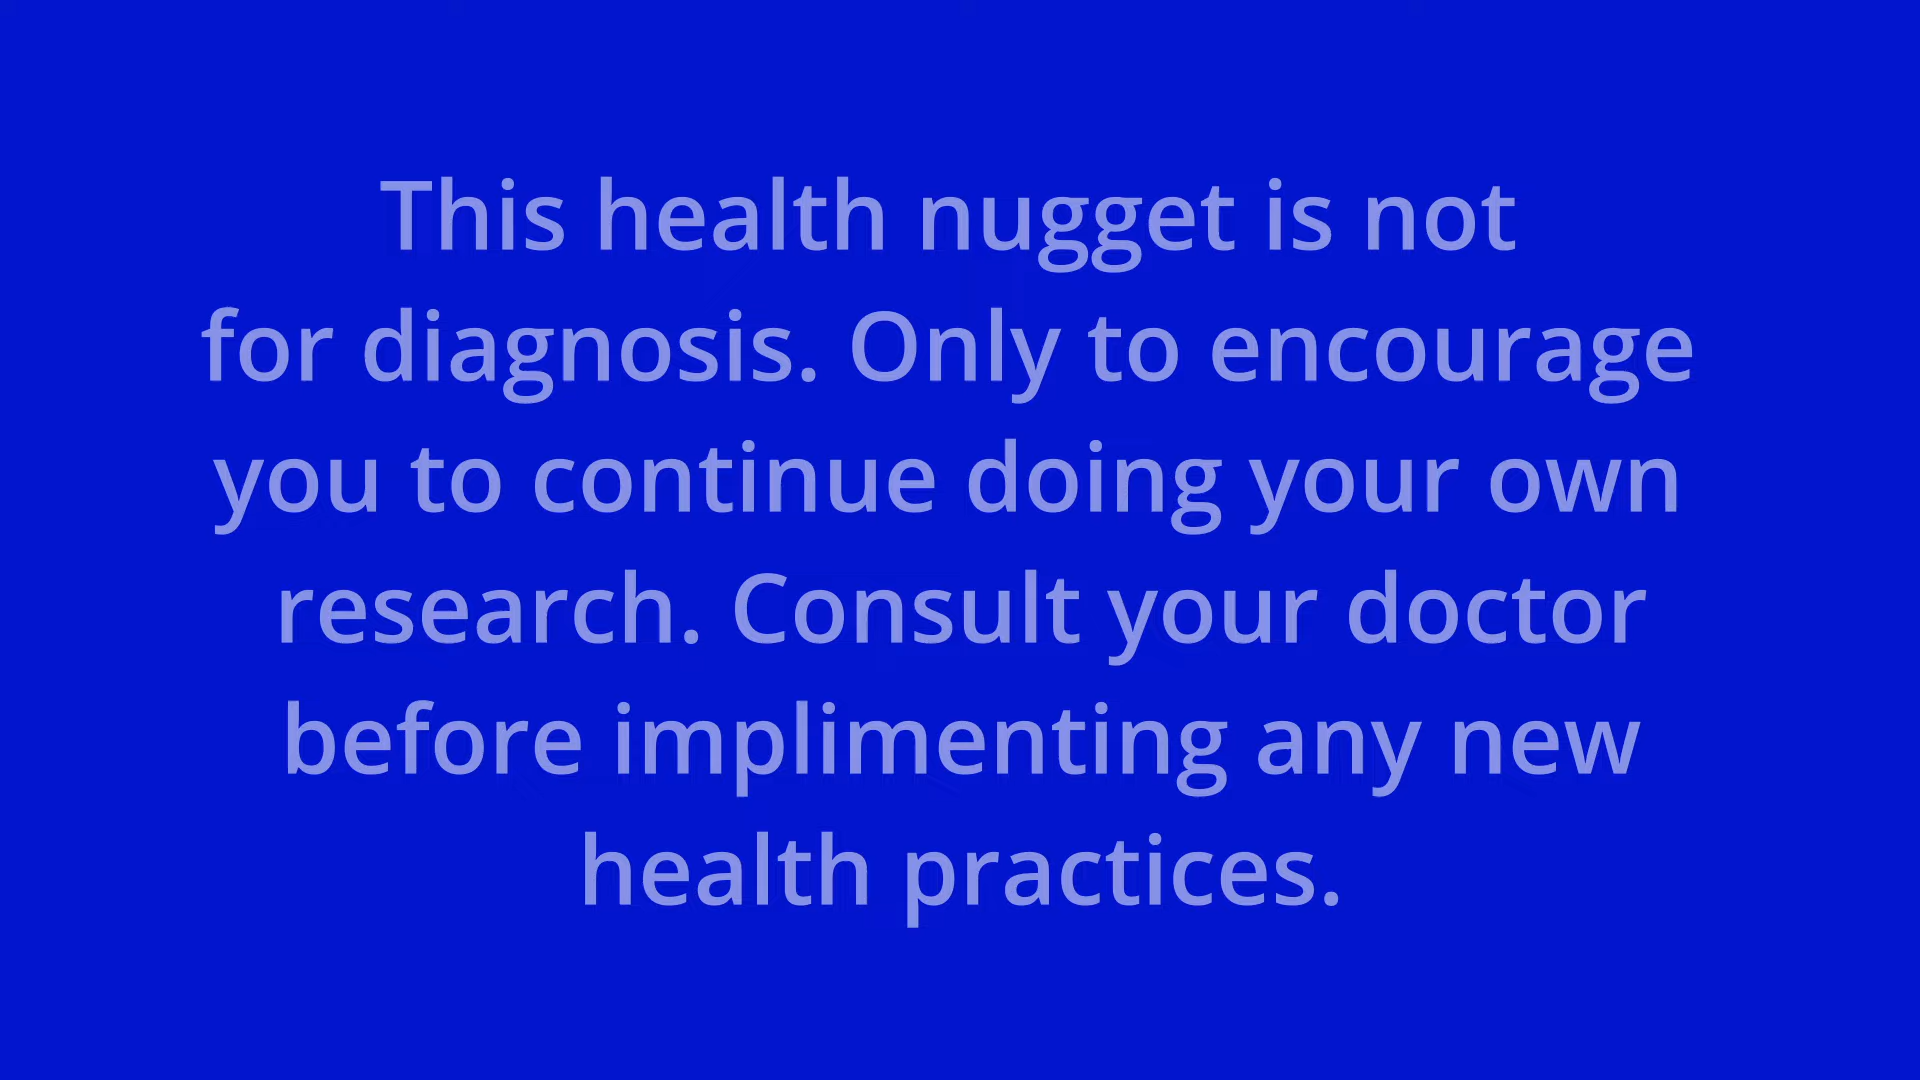 This health nugget is not
for diagnosis. Only to encourage
you to continue doing your own
research. Consult your doctor
before implimenting any new
health practices.